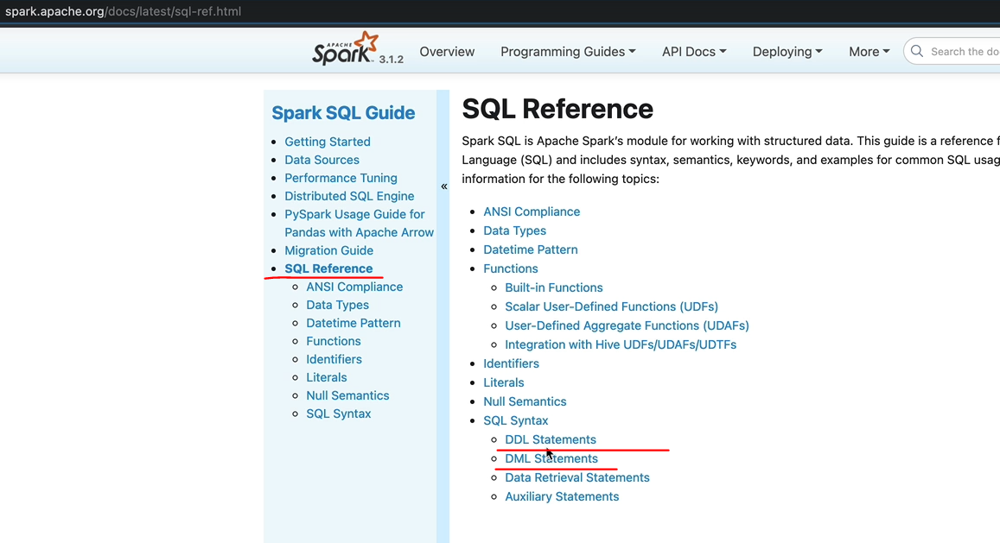 spark.apache.org/docs/latest/sql-ref.html
APACHE
Spark 3.1.2
Overview
Programming Guides
API Docs
Deploying
More
Search the do
Spark SQL Guide
Getting Started
Data Sources
Performance Tuning
Distributed SQL Engine
PySpark Usage Guide for
Pandas with Apache Arrow
Migration Guide
SQL Reference
ANSI Compliance
Data Types
Datetime Pattern
Functions
Identifiers
Literals
Null Semantics
SQL Syntax
«
SQL Reference
Spark SQL is Apache Spark’s module for working with structured data. This guide is a reference f
Language (SQL) and includes syntax, semantics, keywords, and examples for common SQL usag
information for the following topics:
ANSI Compliance
Data Types
Datetime Pattern
Functions
Built-in Functions
Scalar User-Defined Functions (UDFs)
User-Defined Aggregate Functions (UDAFs)
Integration with Hive UDFs/UDAFs/UDTFs
Identifiers
Literals
Null Semantics
SQL Syntax
DDL Statements
DML Statements
Data Retrieval Statements
Auxiliary Statements